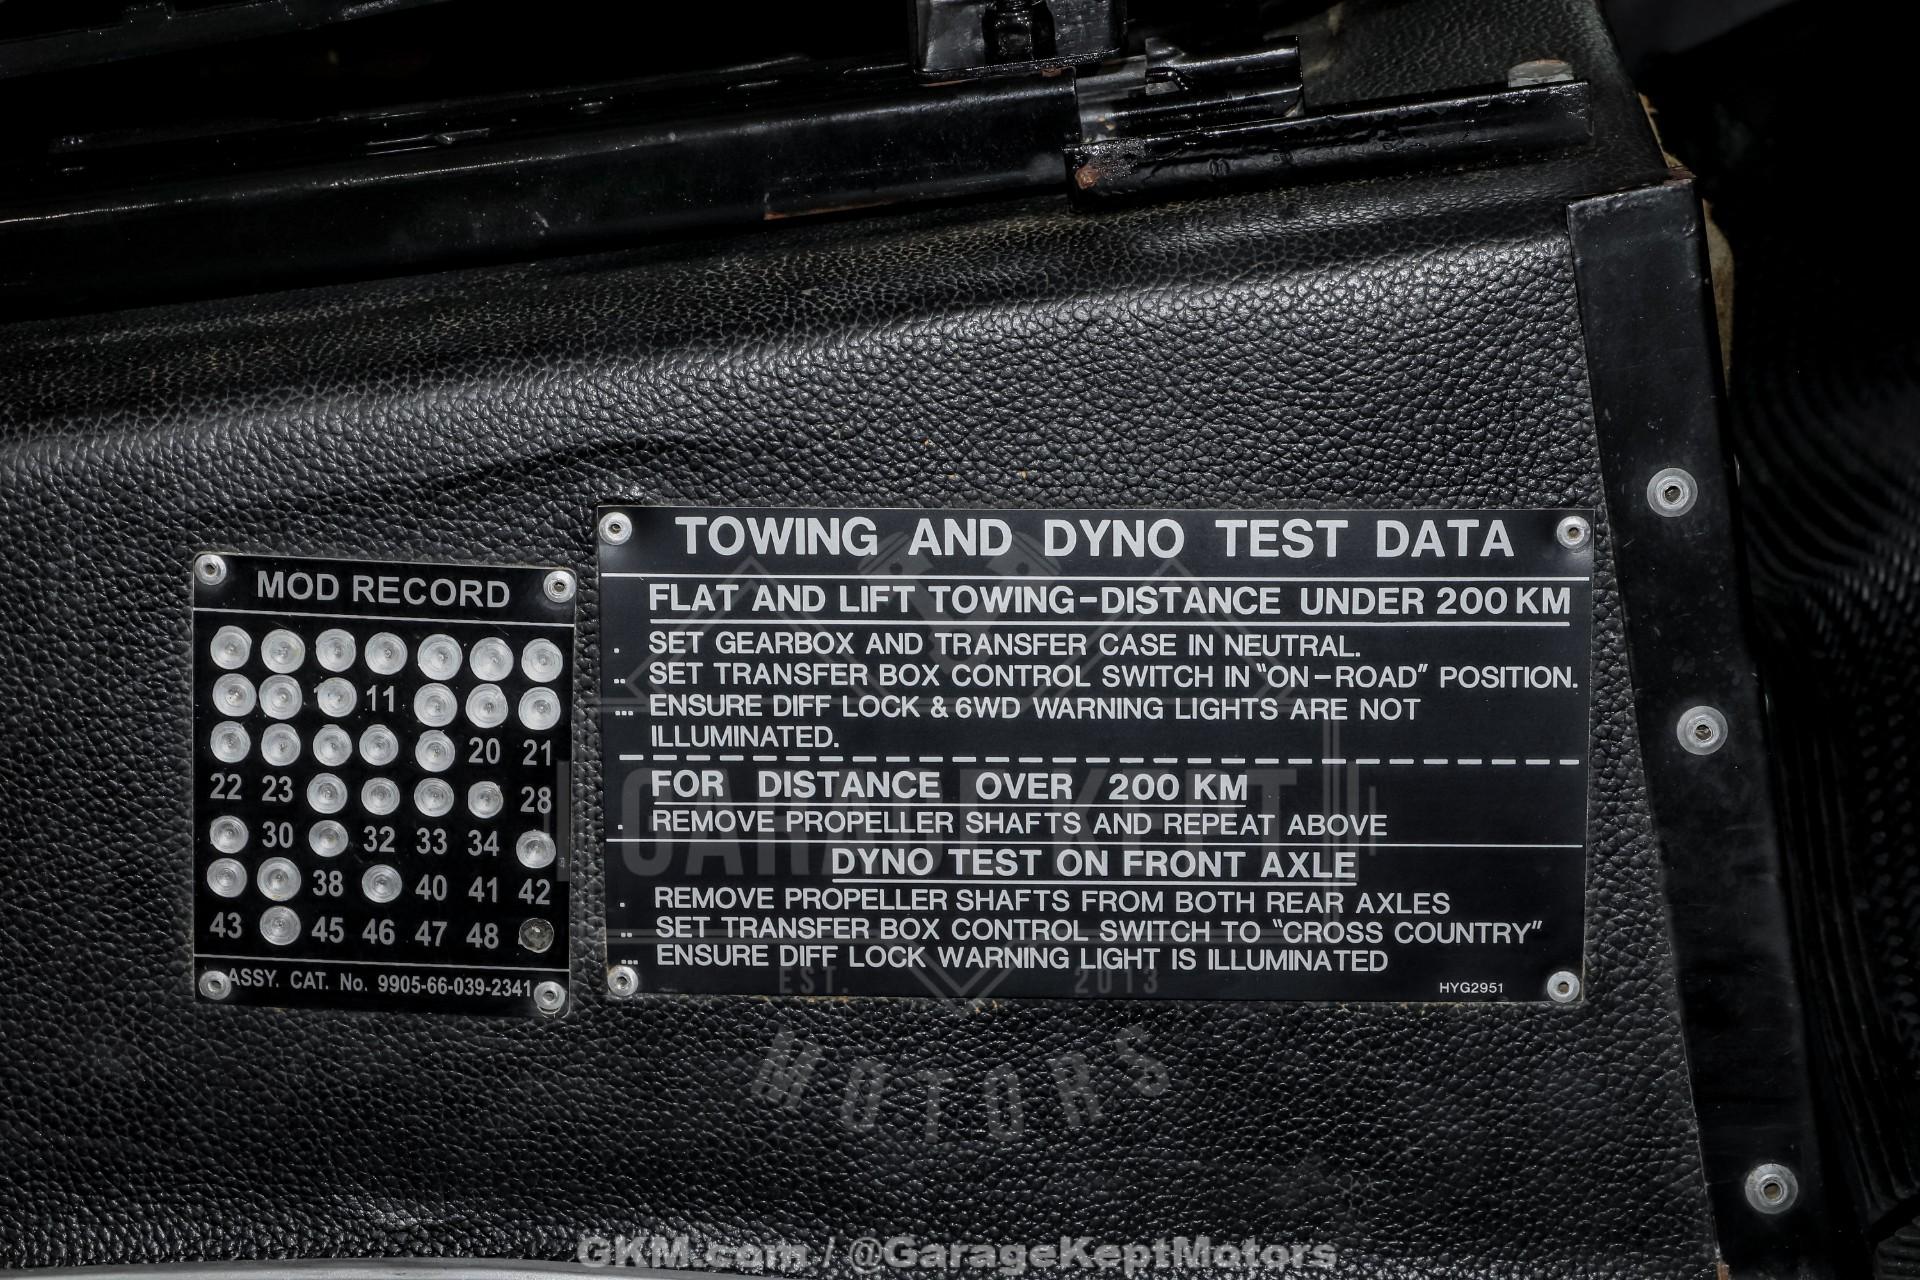 MOD RECORD
11
20 21
22 23 28
30 32 33 34
38 40 41 42
43 45 46 47 48
ASSY. CAT. No. 9905-66-039-2341
TOWING AND DYNO TEST DATA
FLAT AND LIFT TOWING-DISTANCE UNDER 200 KM
. SET GEARBOX AND TRANSFER CASE IN NEUTRAL.
.. SET TRANSFER BOX CONTROL SWITCH IN "ON-ROAD" POSITION.
... ENSURE DIFF LOCK & 6WD WARNING LIGHTS ARE NOT
ILLUMINATED.
FOR DISTANCE OVER 200 KM
. REMOVE PROPELLER SHAFTS AND REPEAT ABOVE
DYNO TEST ON FRONT AXLE
. REMOVE PROPELLER SHAFTS FROM BOTH REAR AXLES
.. SET TRANSFER BOX CONTROL SWITCH TO "CROSS COUNTRY"
... ENSURE DIFF LOCK WARNING LIGHT IS ILLUMINATED
HYG2951
GARAGE KEPT
EST. 2013
MOTORS
GKM.com / @GarageKeptMotors